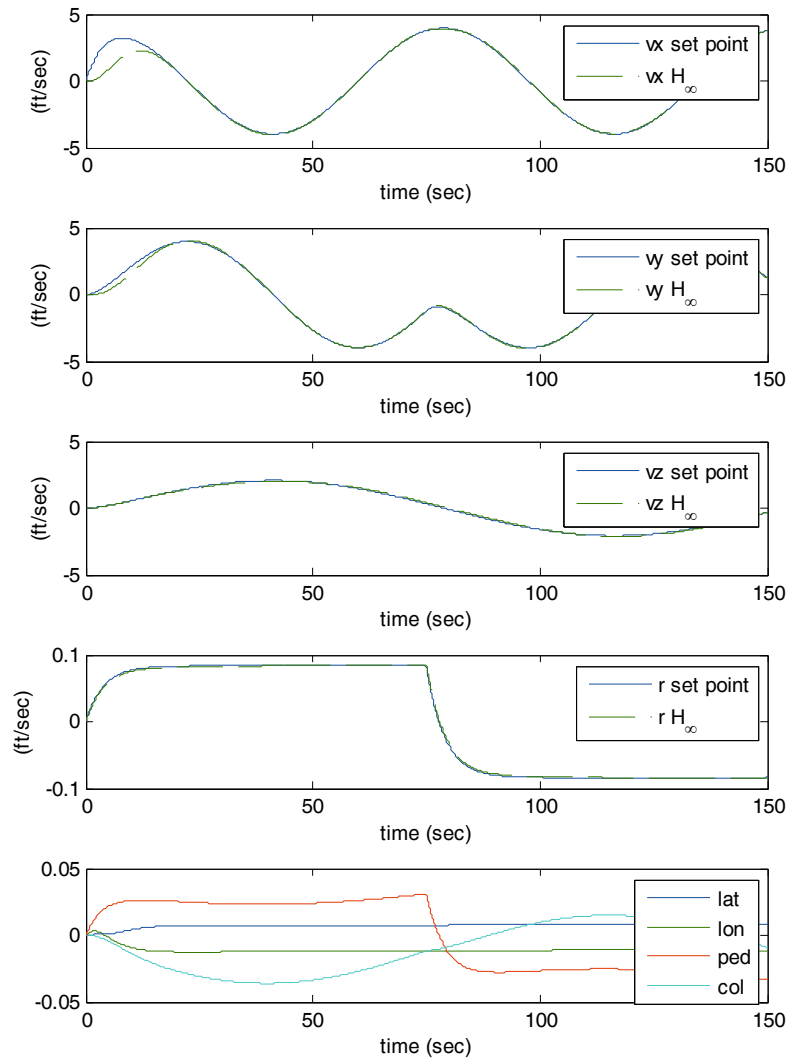 5
0
-5
(ft/sec)
0
50
100
150
time (sec)
vx set point
vx H∞
5
0
-5
(ft/sec)
0
50
100
150
time (sec)
vy set point
vy H∞
5
0
-5
(ft/sec)
0
50
100
150
time (sec)
vz set point
vz H∞
0.1
0
-0.1
(ft/sec)
0
50
100
150
time (sec)
r set point
r H∞
0.05
0
-0.05
0
50
100
150
time (sec)
lat
lon
ped
col